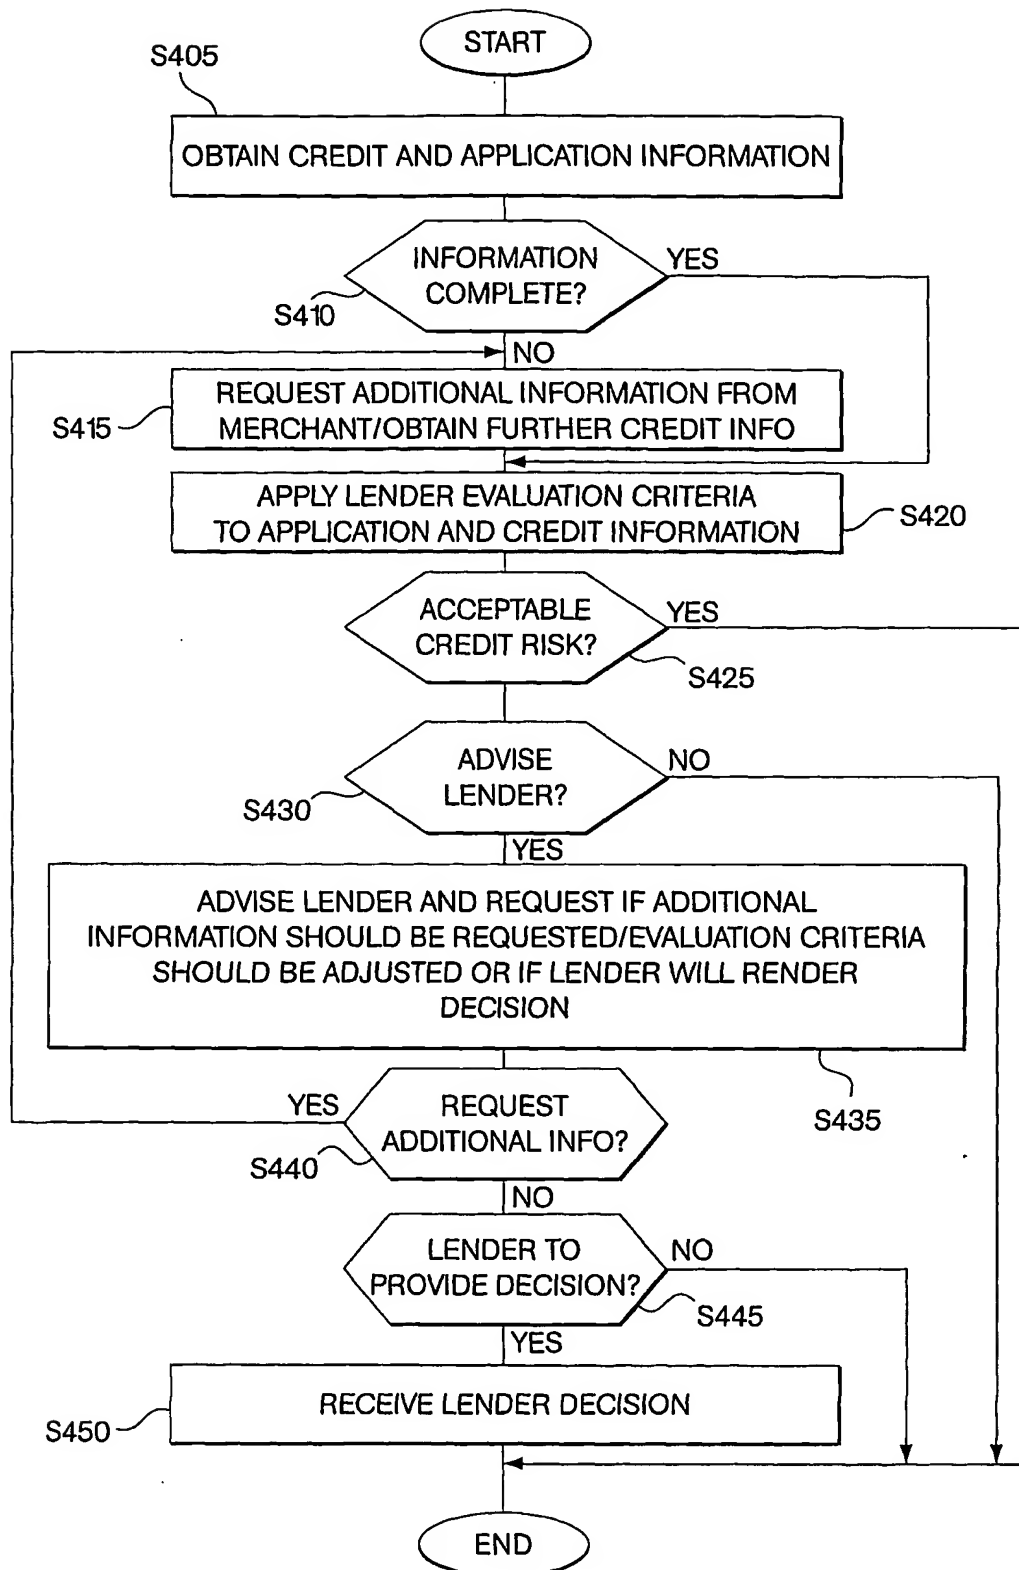 START
S405
OBTAIN CREDIT AND APPLICATION INFORMATION
INFORMATION
COMPLETE?
YES
S410
NO
REQUEST ADDITIONAL INFORMATION FROM
MERCHANT/OBTAIN FURTHER CREDIT INFO
S415
APPLY LENDER EVALUATION CRITERIA
TO APPLICATION AND CREDIT INFORMATION
S420
ACCEPTABLE
CREDIT RISK?
YES
S425
ADVISE
LENDER?
NO
S430
YES
ADVISE LENDER AND REQUEST IF ADDITIONAL
INFORMATION SHOULD BE REQUESTED/EVALUATION CRITERIA
SHOULD BE ADJUSTED OR IF LENDER WILL RENDER
DECISION
S435
YES
REQUEST
ADDITIONAL INFO?
S440
NO
LENDER TO
PROVIDE DECISION?
NO
S445
YES
RECEIVE LENDER DECISION
S450
END